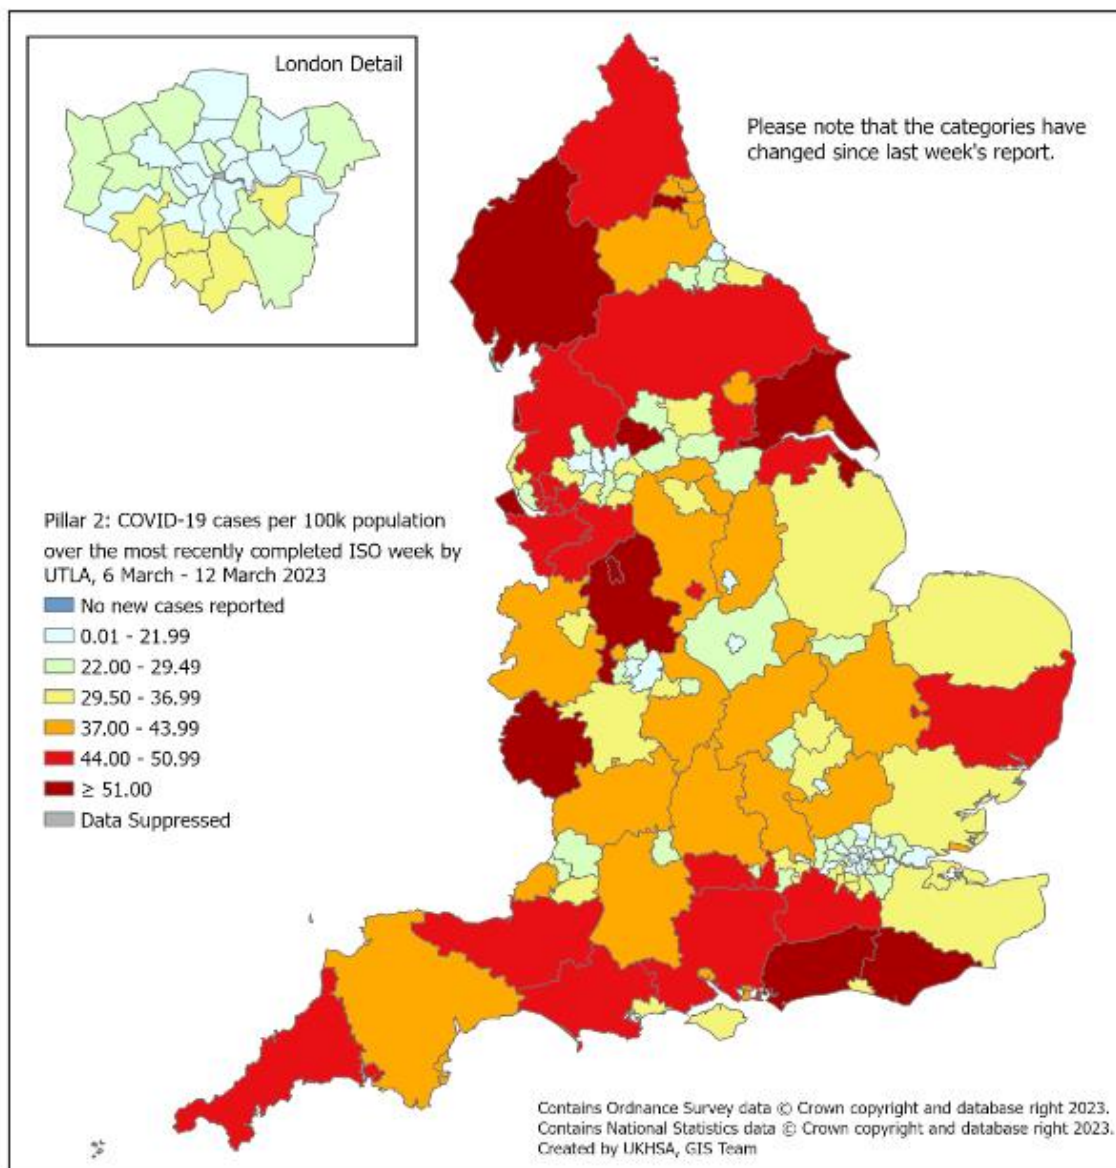 London Detail
Please note that the categories have
changed since last week's report.
Pillar 2: COVID-19 cases per 100k population
over the most recently completed ISO week by
UTLA, 6 March - 12 March 2023
No new cases reported
0.01 - 21.99
22.00 - 29.49
29.50 - 36.99
37.00 - 43.99
44.00 - 50.99
≥ 51.00
Data Suppressed
Contains Ordnance Survey data © Crown copyright and database right 2023.
Contains National Statistics data © Crown copyright and database right 2023.
Created by UKHSA, GIS Team